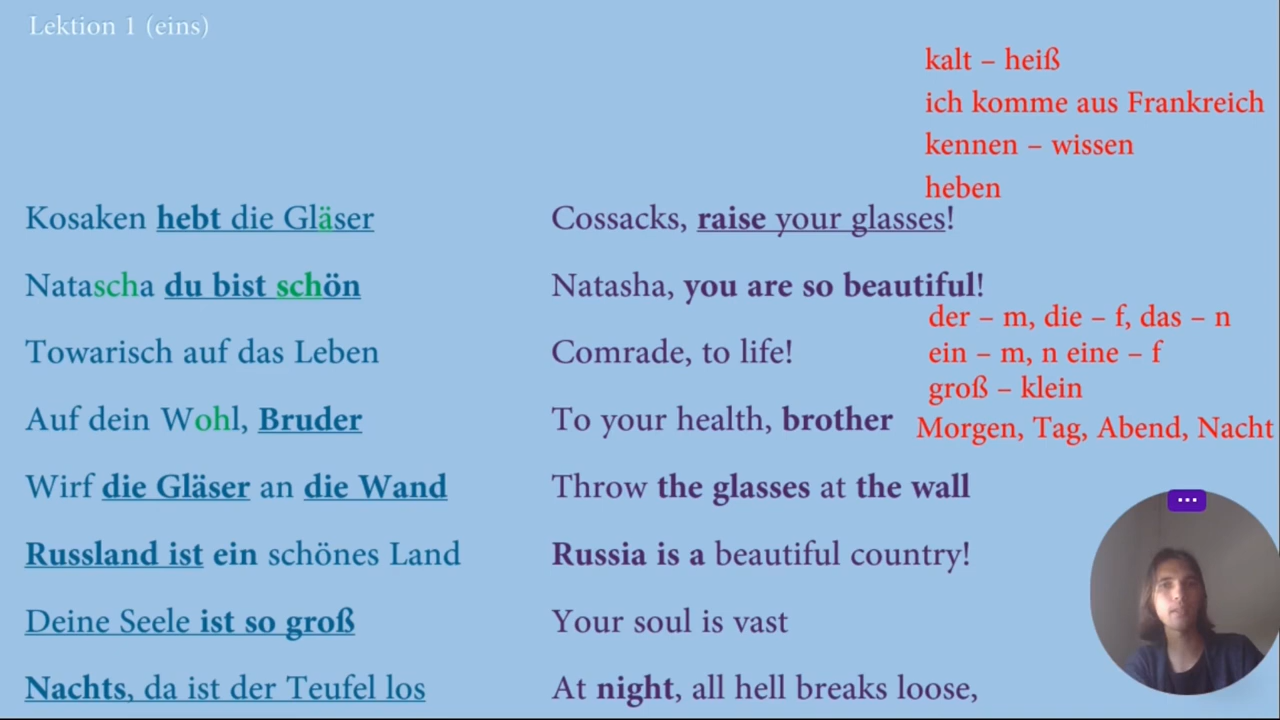 Lektion 1 (eins)
kalt – heiß
ich komme aus Frankreich
kennen – wissen
heben
Kosaken hebt die Gläser
Cossacks, raise your glasses!
Natascha du bist schön
Natasha, you are so beautiful!
der – m, die – f, das – n
Towarisch auf das Leben
Comrade, to life!
ein – m, n eine – f
groß – klein
Auf dein Wohl, Bruder
To your health, brother
Morgen, Tag, Abend, Nacht
Wirf die Gläser an die Wand
Throw the glasses at the wall
Russland ist ein schönes Land
Russia is a beautiful country!
Deine Seele ist so groß
Your soul is vast
Nachts, da ist der Teufel los
At night, all hell breaks loose,